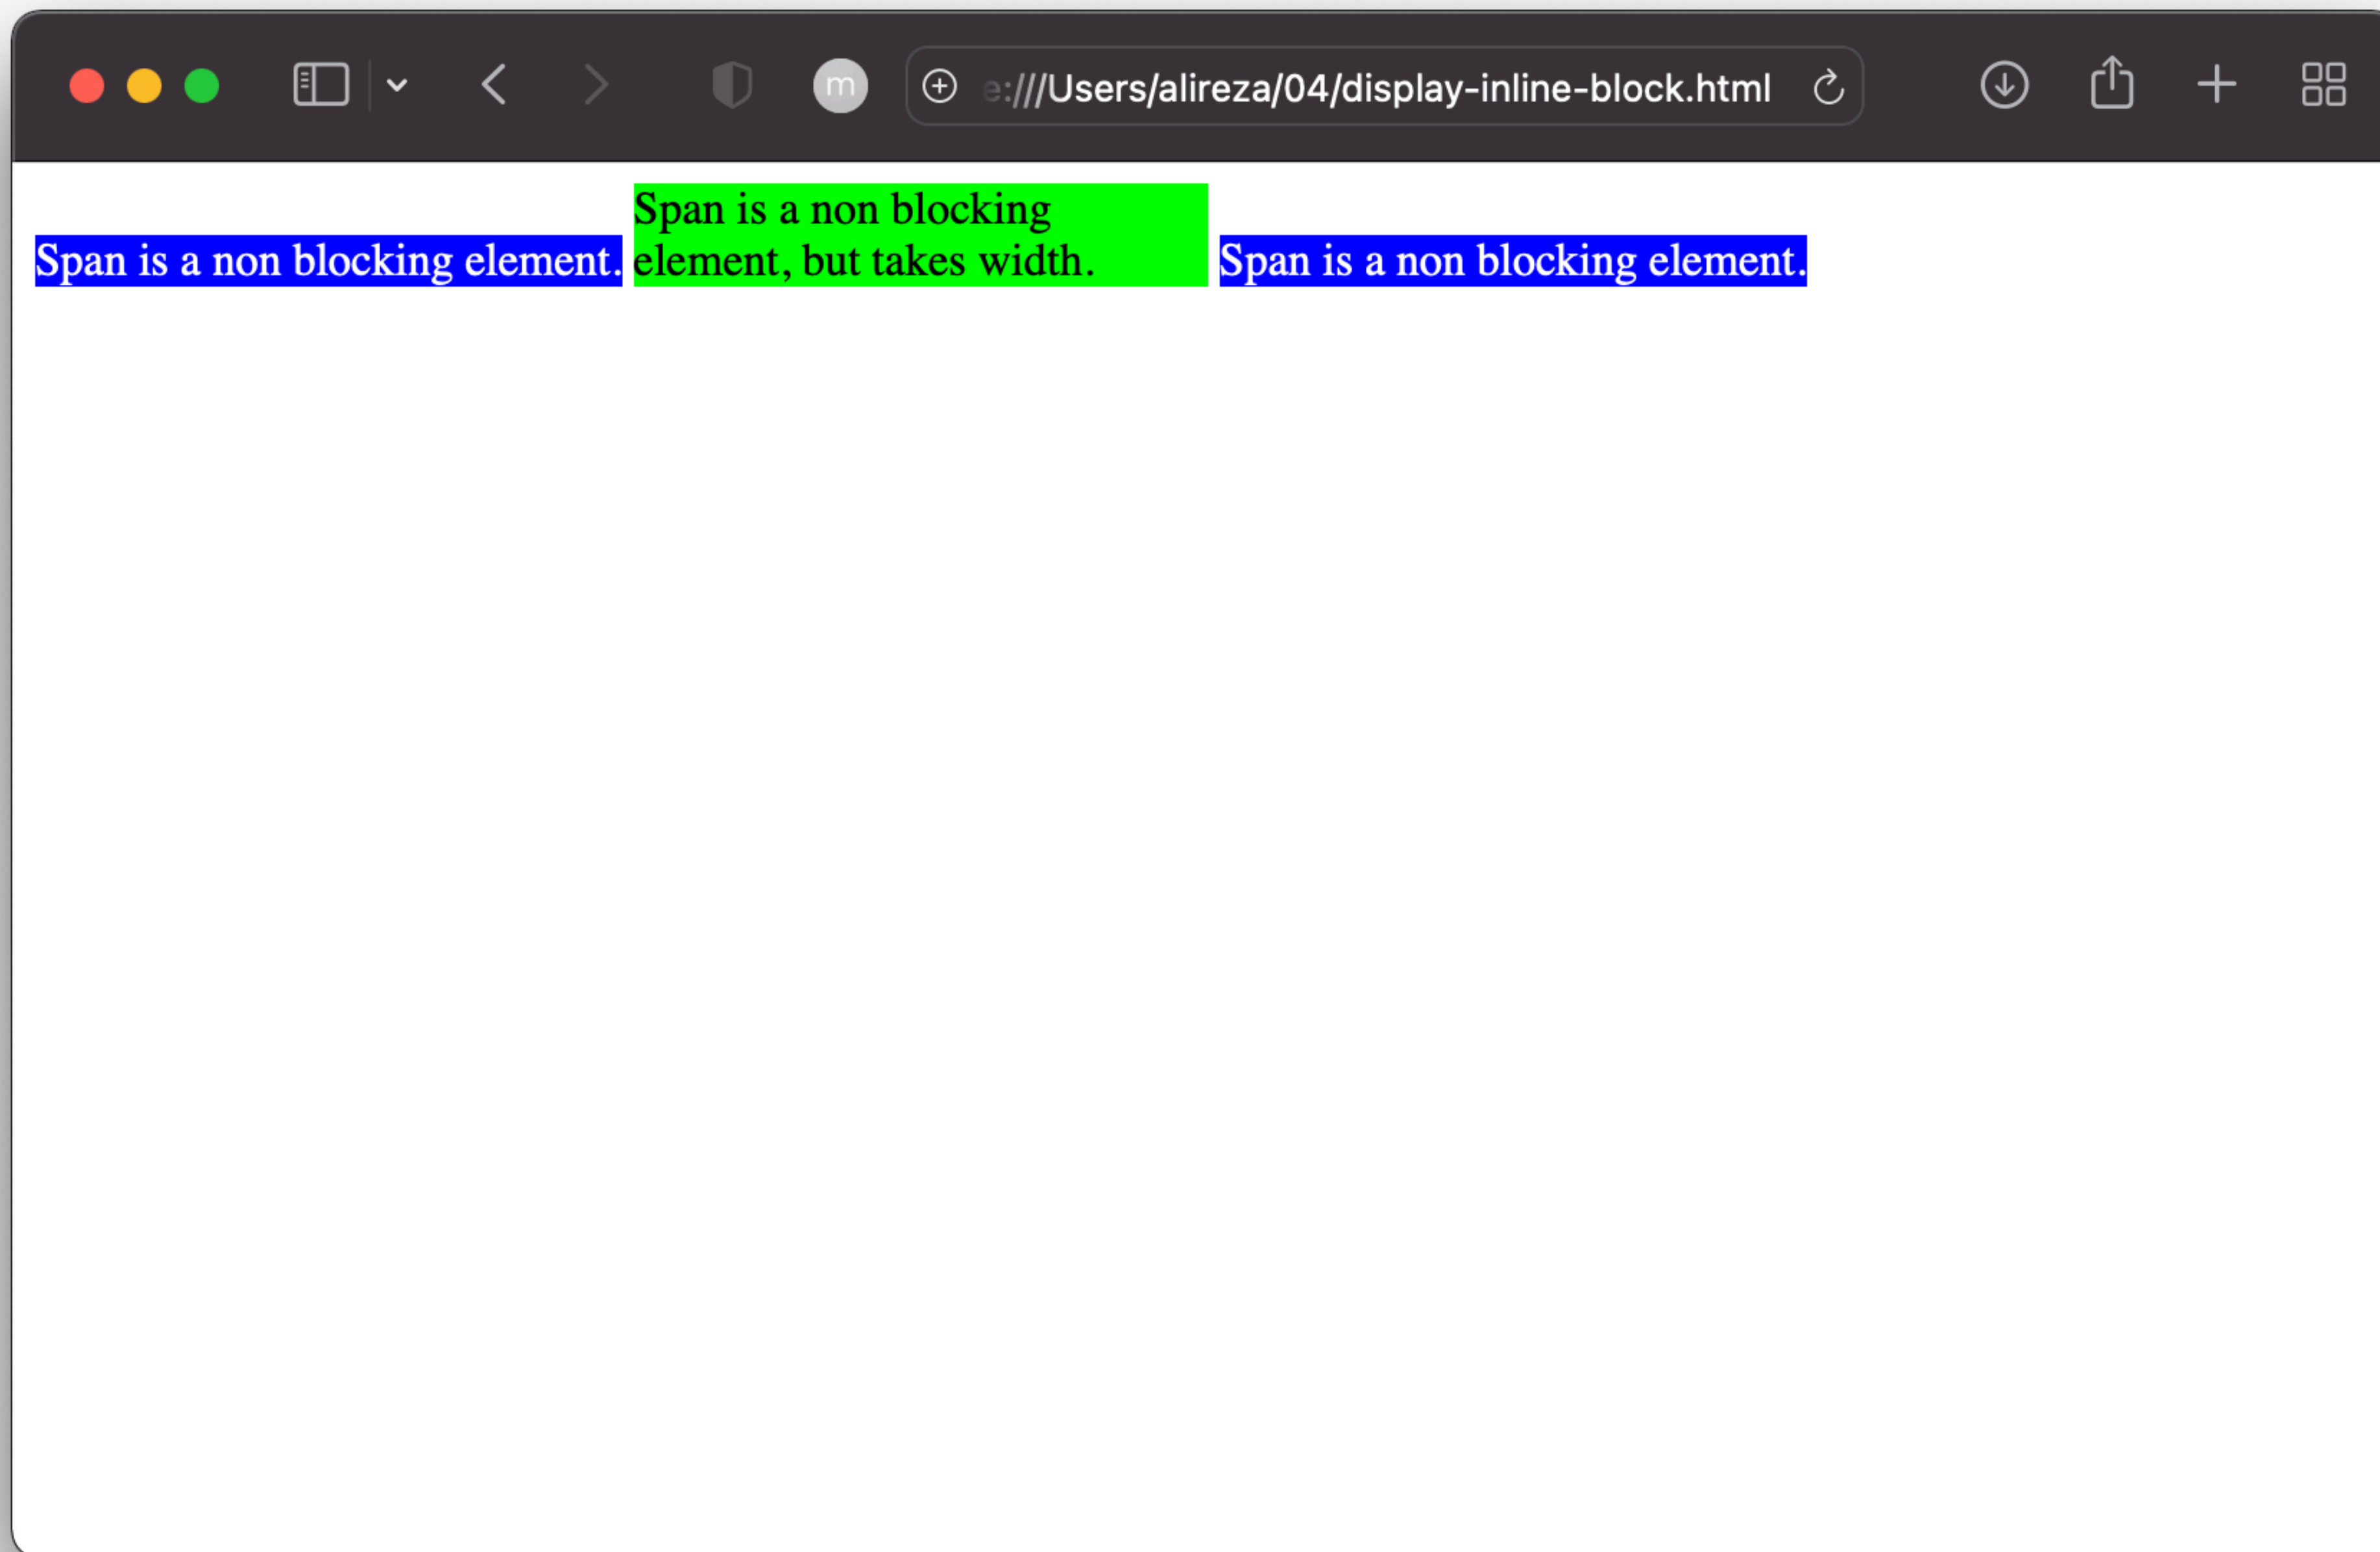 m
e:///Users/alireza/04/display-inline-block.html
Span is a non blocking element.
Span is a non blocking
element, but takes width.
Span is a non blocking element.